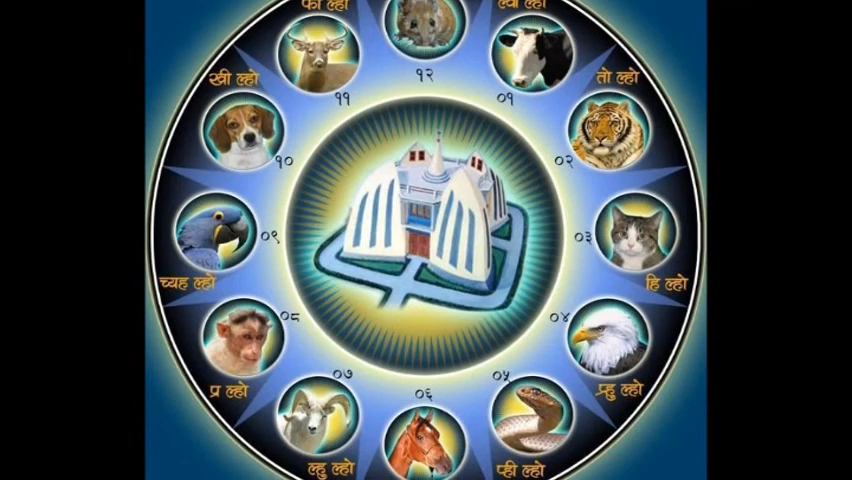 फो ल्हो
ल्वो ल्हो
खी ल्हो
तो ल्हो
१२
११
०१
१०
०२
०९
०३
च्यह ल्हो
हि ल्हो
०८
०४
०७
०५
०६
प्र ल्हो
प्र्हु ल्हो
ल्हु ल्हो
प्ही ल्हो